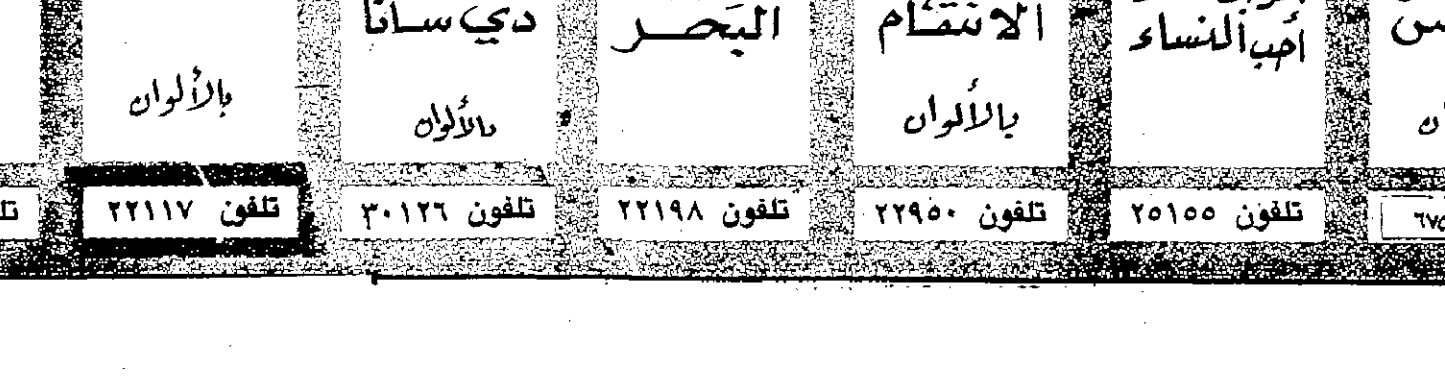 أحب النساء
تلفون ٢٥١٥٥
الانتقام
بالألوان
تلفون ٢٢٩٥٠
البحر
تلفون ٢٢١٩٨
دي سانا
بالألوان
تلفون ٣٠١٢٦
بالألوان
تلفون ٢٢١١٧